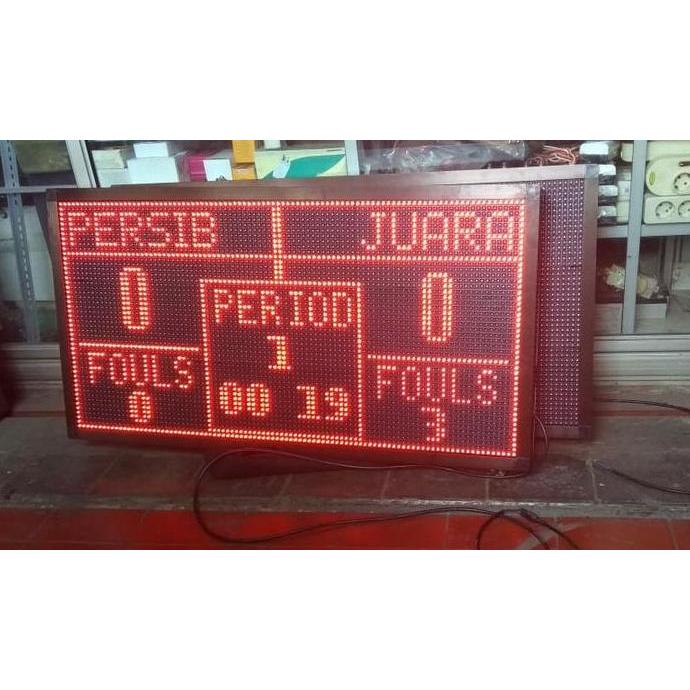 PERSIB JUARA
0 0
PERIOD
1
FOULS FOULS
00 19
0 3